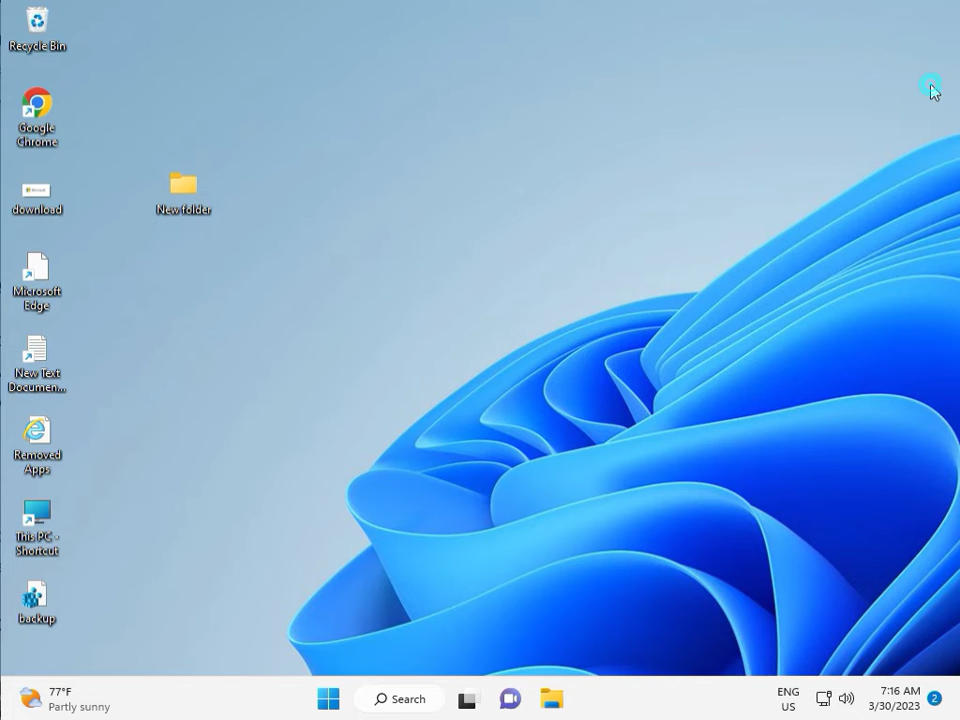 Recycle Bin
Google
Chrome
download
New folder
Microsoft
Edge
New Text
Documen...
Removed
Apps
This PC -
Shortcut
backup
77°F
Partly sunny
Search
ENG
US
7:16 AM
3/30/2023
2